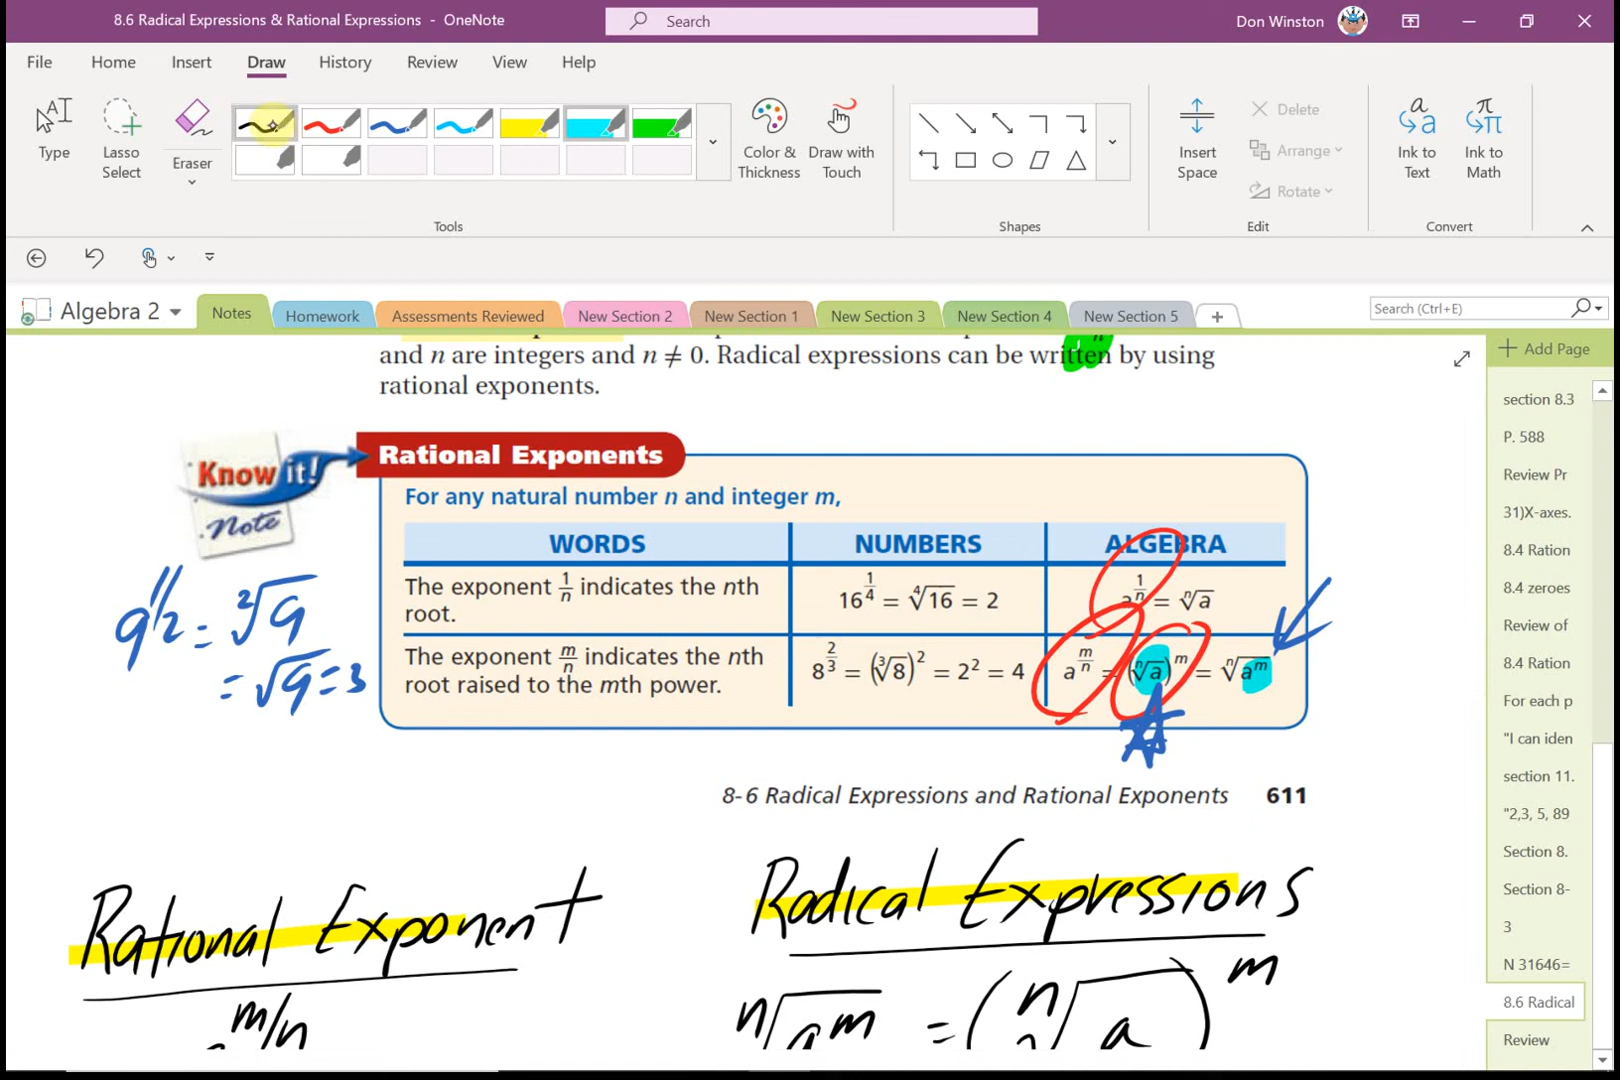 8.6 Radical Expressions & Rational Expressions - OneNote
Search
Don Winston
File Home Insert Draw History Review View Help
Type
Lasso Select
Eraser
Color & Thickness
Draw with Touch
Insert Space
Delete
Arrange
Rotate
Ink to Text
Ink to Math
Tools Shapes Edit Convert
Algebra 2
Notes Homework Assessments Reviewed New Section 2 New Section 1 New Section 3 New Section 4 New Section 5 +
Search (Ctrl+E)
and n are integers and n ≠ 0. Radical expressions can be written by using
rational exponents.
Know it!
Note
Rational Exponents
For any natural number n and integer m,
WORDS NUMBERS ALGEBRA
The exponent 1/n indicates the nth
root.
16^(1/4) = ⁴√16 = 2
a^(1/n) = ⁿ√a
The exponent m/n indicates the nth
root raised to the mth power.
8^(2/3) = (³√8)² = 2² = 4
a^(m/n) = (ⁿ√a)^m = ⁿ√a^m
9^1/2 = ²√9
= √9 = 3
8-6 Radical Expressions and Rational Exponents 611
Rational Exponent
m/n
Radical Expressions
ⁿ√a^m = (ⁿ√a)^m
+ Add Page
section 8.3
P. 588
Review Pr
31)X-axes.
8.4 Ration
8.4 zeroes
Review of
8.4 Ration
For each p
"I can iden
section 11.
"2,3, 5, 89
Section 8.
Section 8-
3
N 31646=
8.6 Radical
Review